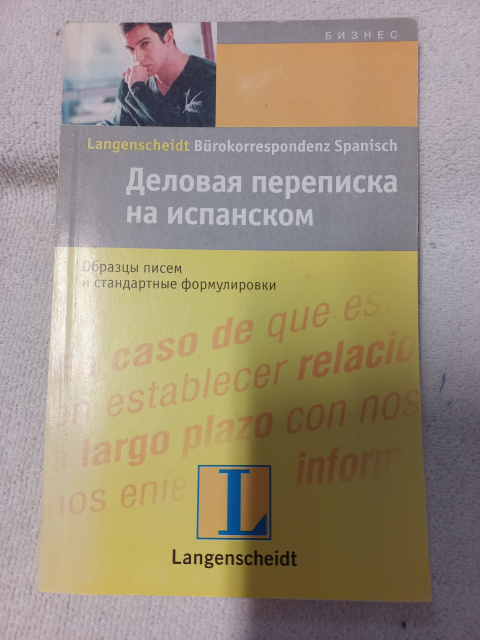 БИЗНЕС
Langenscheidt Bürokorrespondenz Spanisch
Деловая переписка
на испанском
Образцы писем
и стандартные формулировки
caso de que es
en establecer relacio
a largo plazo con nos
nos enie inform
L
Langenscheidt